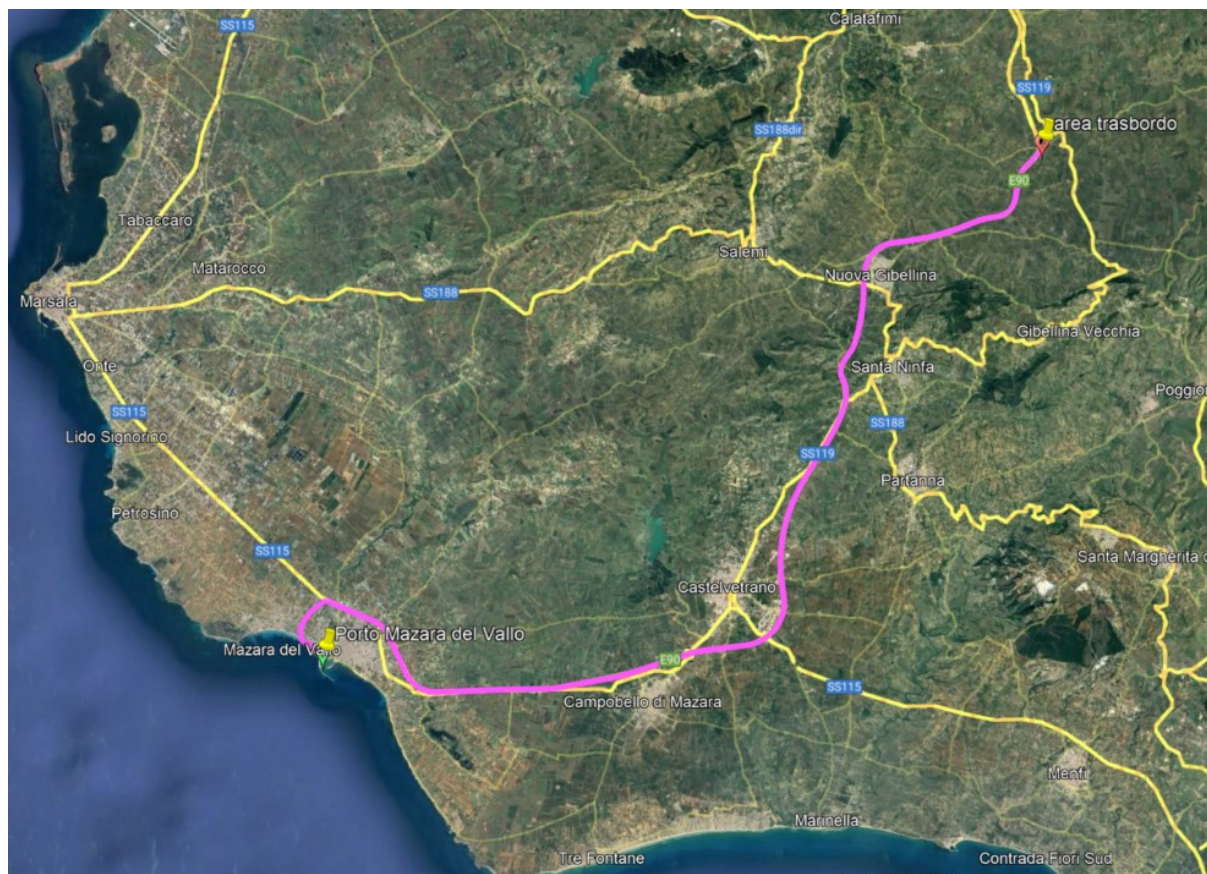 Calatafimi
SS115
SS119
area trasbordo
SS188dir
E90
Tabaccaro
Salemi
Matarocco
Nuova Gibellina
SS188
Marsala
Gibellina Vecchia
Onte
Santa Ninfa
Poggior
SS115
SS188
Lido Signorino
SS119
Partanna
Petrosino
SS115
Santa Margherita d
Castelvetrano
Porto Mazara del Vallo
Mazara del Vallo
E90
SS115
Campobello di Mazara
Menfi
Marinella
Tre Fontane
Contrada Fiori Sud